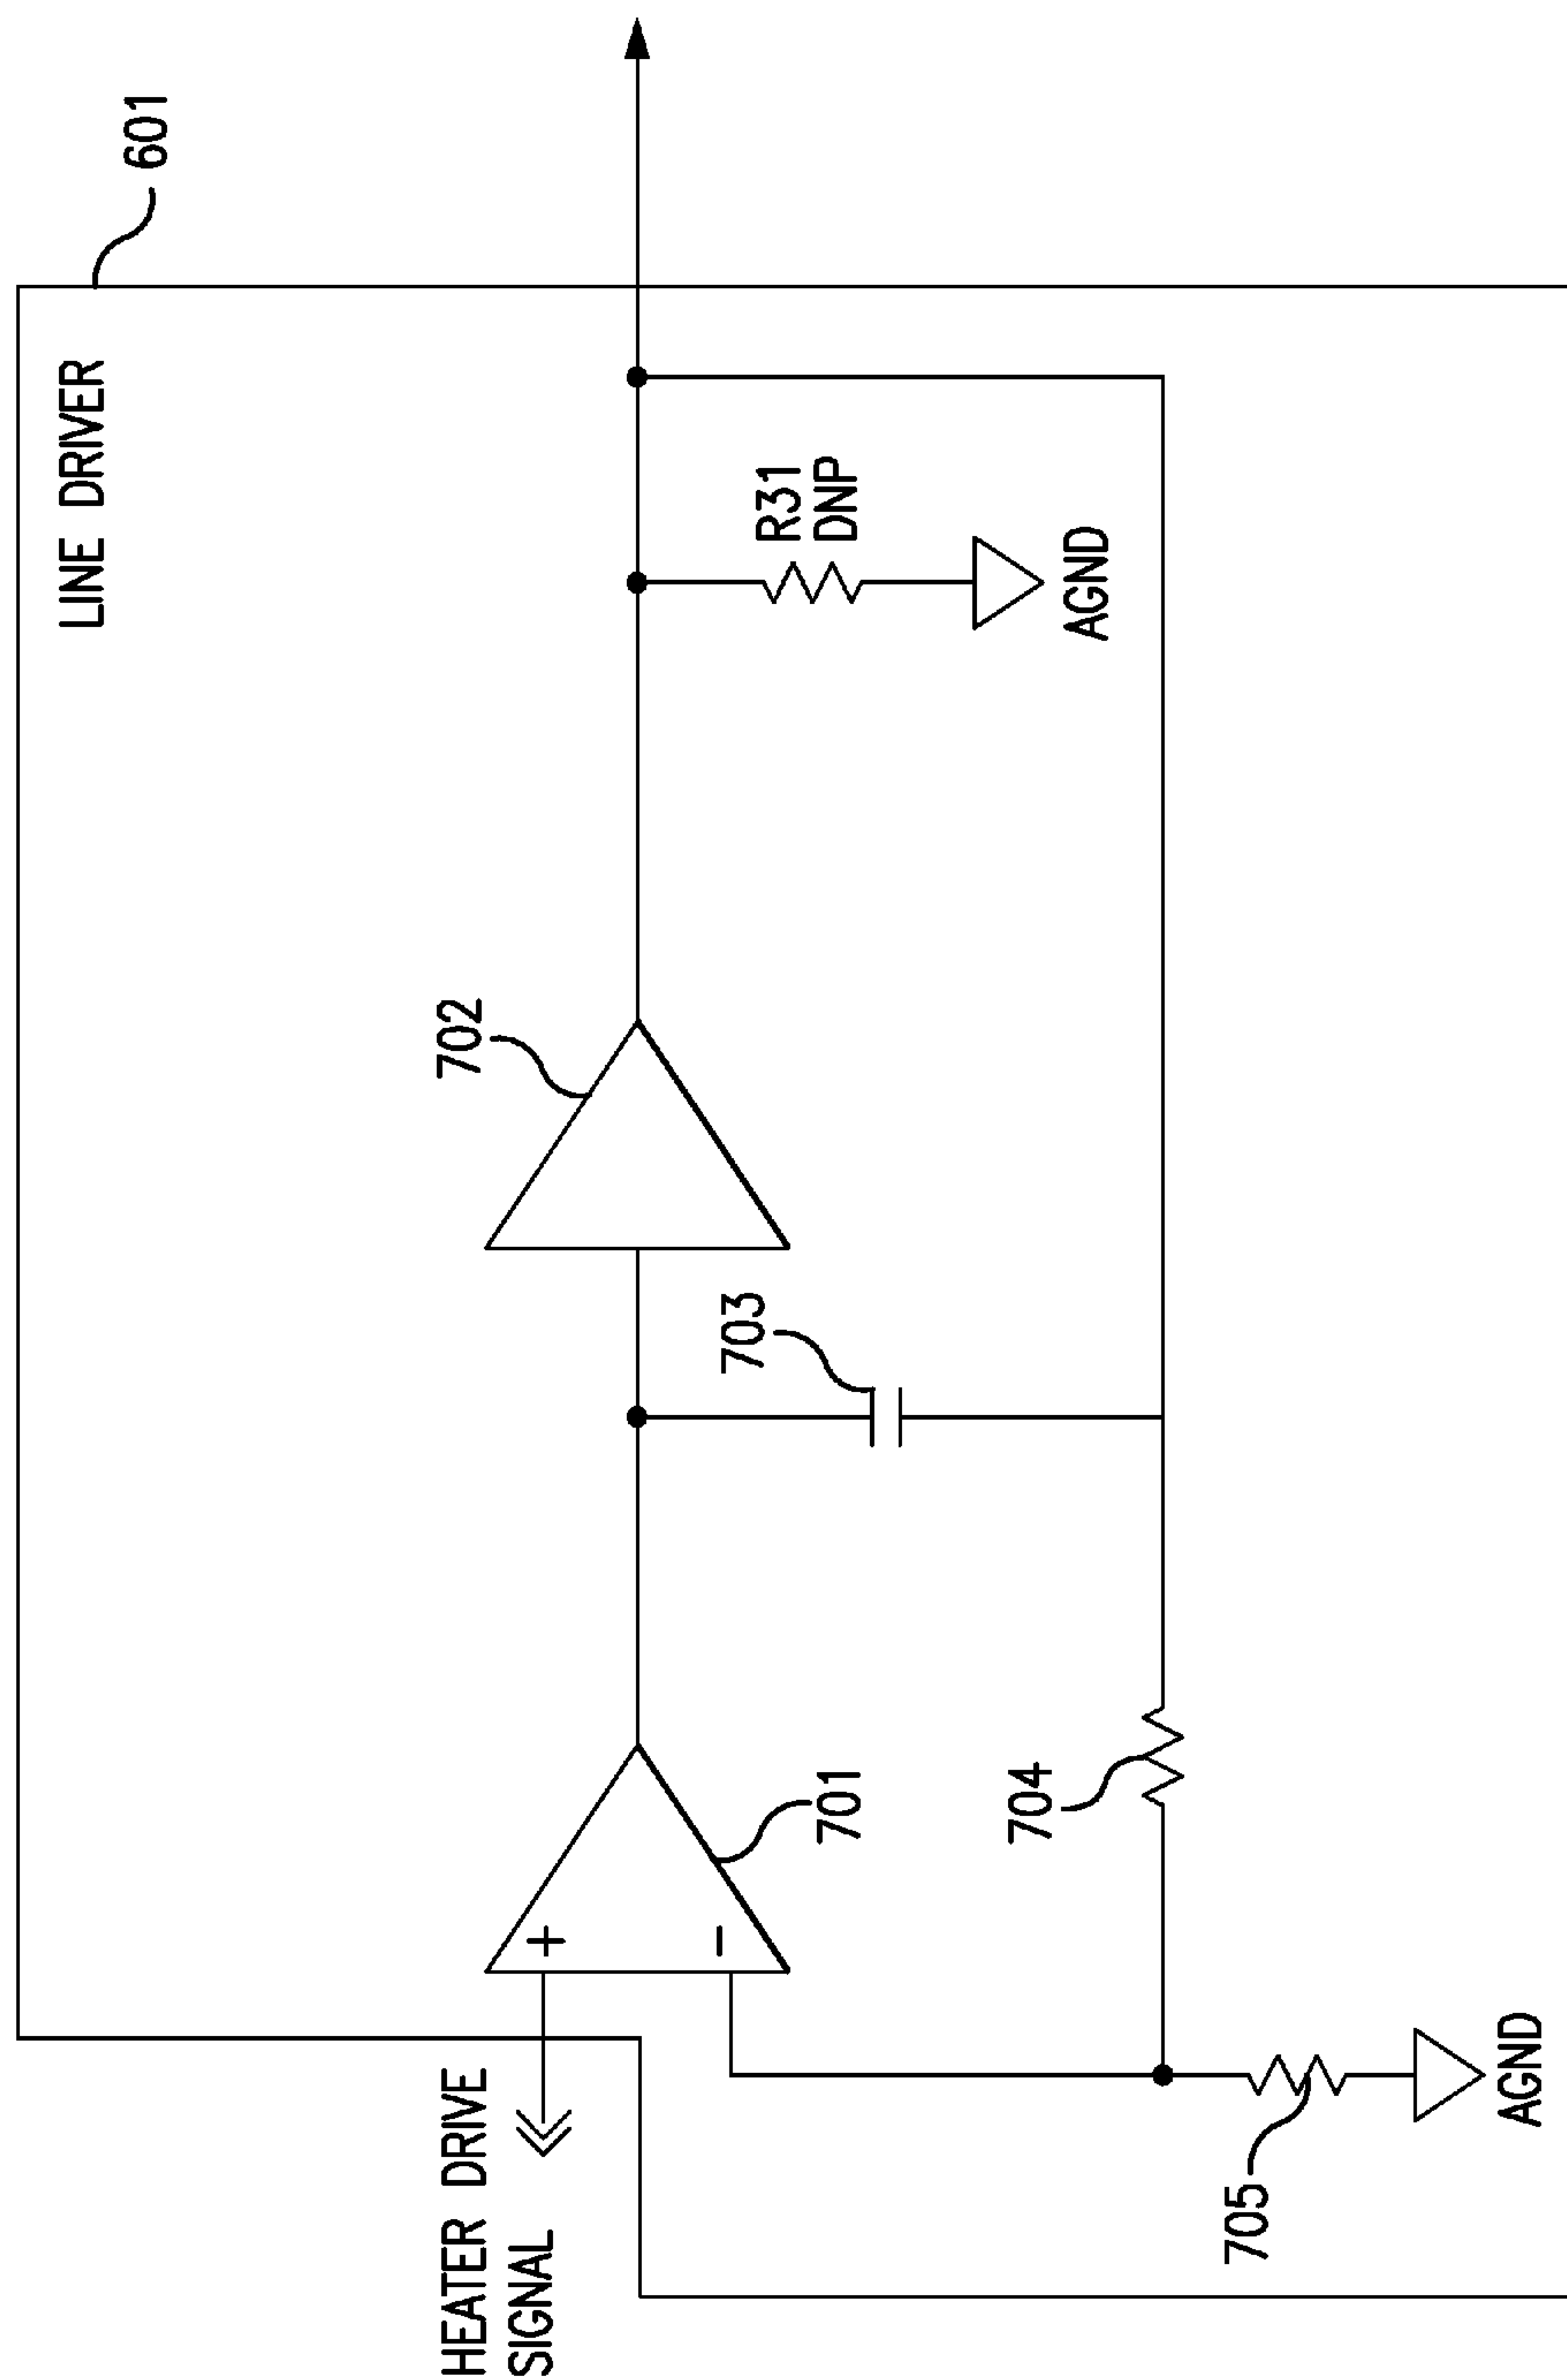 LINE DRIVER
601
HEATER DRIVE
SIGNAL
+
−
701
702
703
R31
DNP
AGND
704
705
AGND